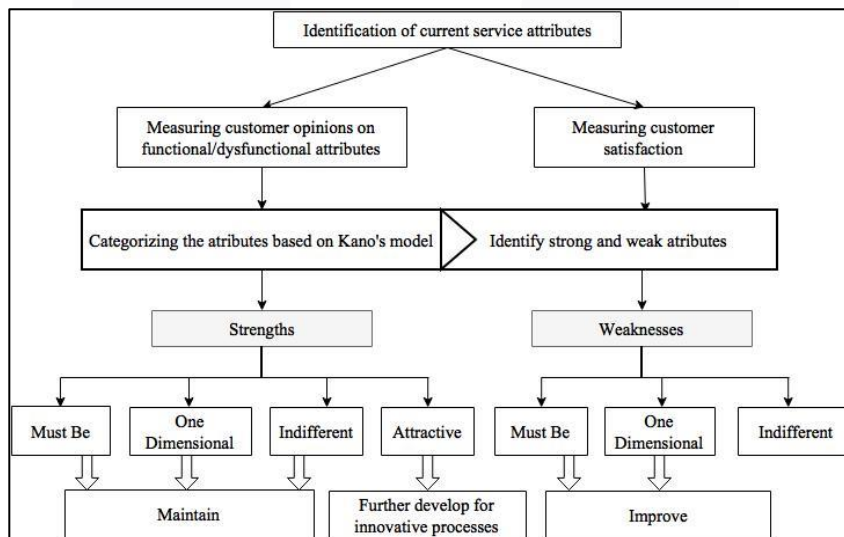 Identification of current service attributes
Measuring customer opinions on
functional/dysfunctional attributes
Measuring customer
satisfaction
Categorizing the atributes based on Kano's model
Identify strong and weak atributes
Strengths
Weaknesses
Must Be
One
Dimensional
Indifferent
Attractive
Must Be
One
Dimensional
Indifferent
Maintain
Further develop for
innovative processes
Improve